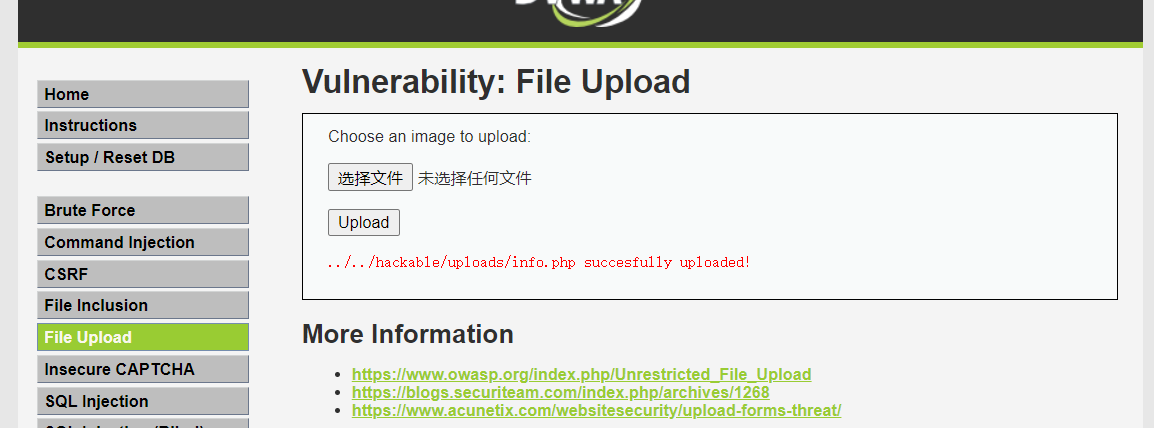 Vulnerability: File Upload
Home
Instructions
Setup / Reset DB
Brute Force
Command Injection
CSRF
File Inclusion
File Upload
Insecure CAPTCHA
SQL Injection
Choose an image to upload:
选择文件 未选择任何文件
Upload
../../hackable/uploads/info.php succesfully uploaded!
More Information
https://www.owasp.org/index.php/Unrestricted_File_Upload
https://blogs.securiteam.com/index.php/archives/1268
https://www.acunetix.com/websitesecurity/upload-forms-threat/